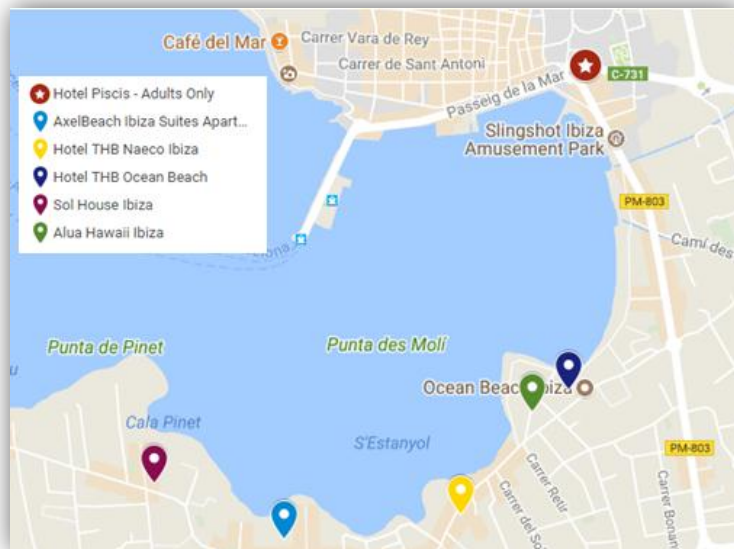 Café del Mar
Carrer Vara de Rey
Carrer de Sant Antoni
Passeig de la Mar
C-731
Hotel Piscis - Adults Only
AxelBeach Ibiza Suites Apart...
Hotel THB Naeco Ibiza
Hotel THB Ocean Beach
Sol House Ibiza
Alua Hawaii Ibiza
Slingshot Ibiza
Amusement Park
PM-803
Camí des
Punta de Pinet
Punta des Molí
Ocean Beach Ibiza
Cala Pinet
S'Estanyol
PM-803
Carrer Retir
Carrer del Sol
Carrer Bonan